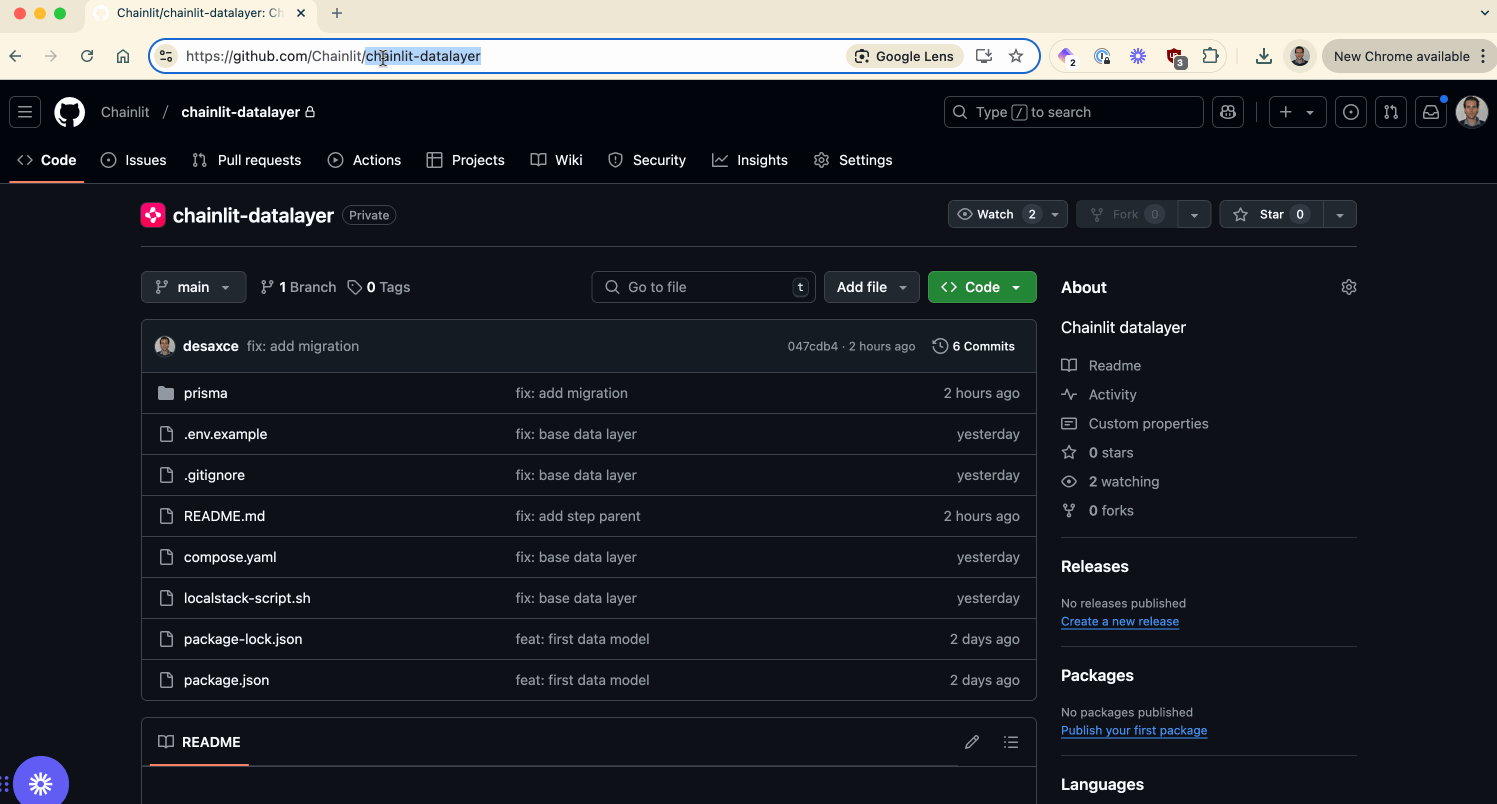 Chainlit/chainlit-datalayer: Ch
https://github.com/Chainlit/chainlit-datalayer
Google Lens
2
3
New Chrome available
Chainlit / chainlit-datalayer
Type / to search
Code
Issues
Pull requests
Actions
Projects
Wiki
Security
Insights
Settings
chainlit-datalayer
Private
Watch 2
Fork 0
Star 0
main
1 Branch
0 Tags
Go to file
t
Add file
Code
desaxce fix: add migration 047cdb4 · 2 hours ago 6 Commits
prisma fix: add migration 2 hours ago
.env.example fix: base data layer yesterday
.gitignore fix: base data layer yesterday
README.md fix: add step parent 2 hours ago
compose.yaml fix: base data layer yesterday
localstack-script.sh fix: base data layer yesterday
package-lock.json feat: first data model 2 days ago
package.json feat: first data model 2 days ago
README
About
Chainlit datalayer
Readme
Activity
Custom properties
0 stars
2 watching
0 forks
Releases
No releases published
Create a new release
Packages
No packages published
Publish your first package
Languages